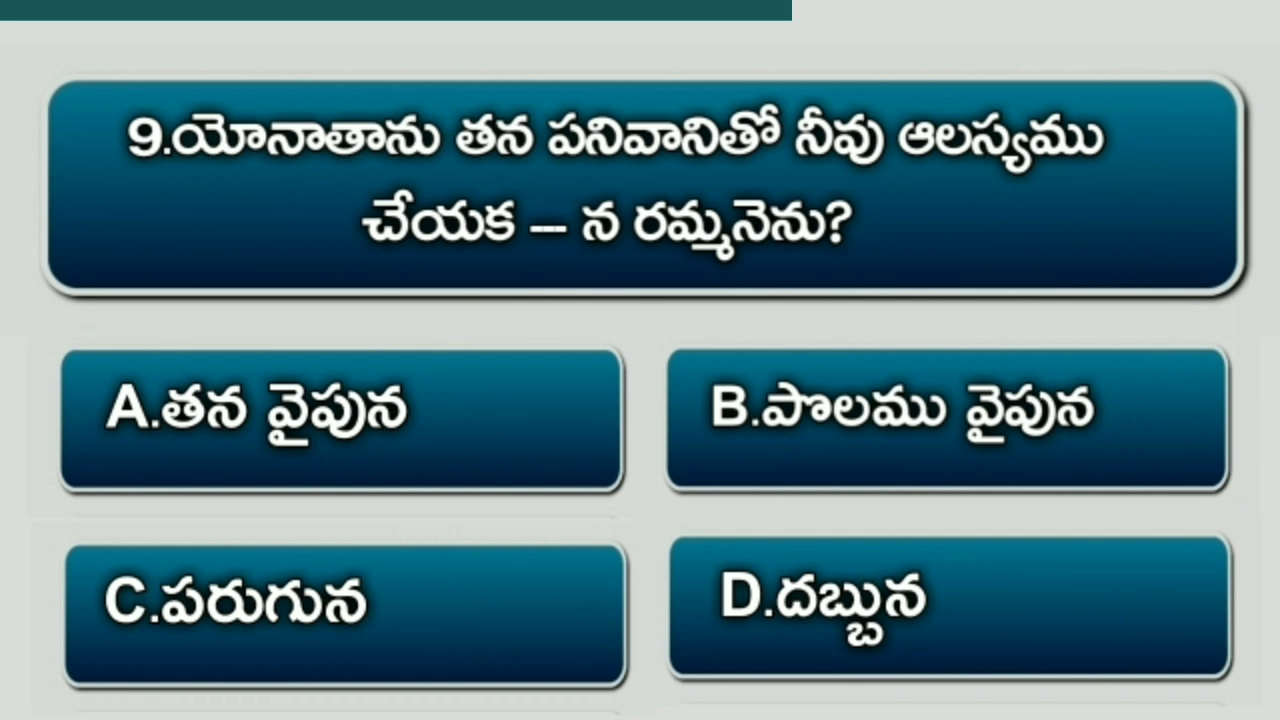 9.యోనాతాను తన పనివానితో నీవు ఆలస్యము
చేయక --- న రమ్మనెను?
A.తన వైపున
B.పొలము వైపున
C.పరుగున
D.దబ్బున